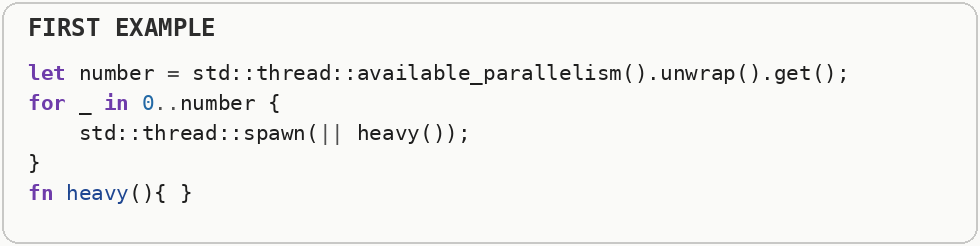 FIRST EXAMPLE
let number = std::thread::available_parallelism().unwrap().get();
for _ in 0..number {
    std::thread::spawn(|| heavy());
}
fn heavy(){ }